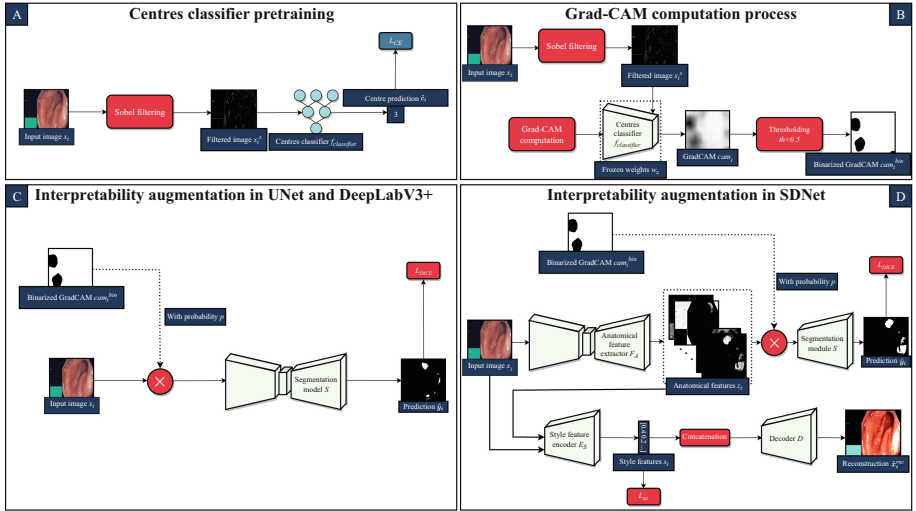 A
Centres classifier pretraining
L_CE
Sobel filtering
Centre prediction ĉ_i
3
Input image x_i
Filtered image x_i^s
Centres classifier f_classifier
Grad-CAM computation process
B
Sobel filtering
Input image x_i
Filtered image x_i^s
Grad-CAM
computation
Centres
classifier
f_classifier
Thresholding
th=0.5
GradCAM cam_i
Frozen weights w_c
Binarized GradCAM cam_i^bin
C
Interpretability augmentation in UNet and DeepLabV3+
L_DICE
Binarized GradCAM cam_i^bin
With probability p
Segmentation
model S
Input image x_i
Prediction ŷ_i
Interpretability augmentation in SDNet
D
Binarized GradCAM cam_i^bin
L_DICE
With probability p
Anatomical
feature
extractor F_A
Segmentation
module S
Input image x_i
Prediction ŷ_i
Anatomical features z_i
Style feature
encoder E_S
Concatenation
Decoder D
Style features s_i
Reconstruction x̂_i^rec
L_KL